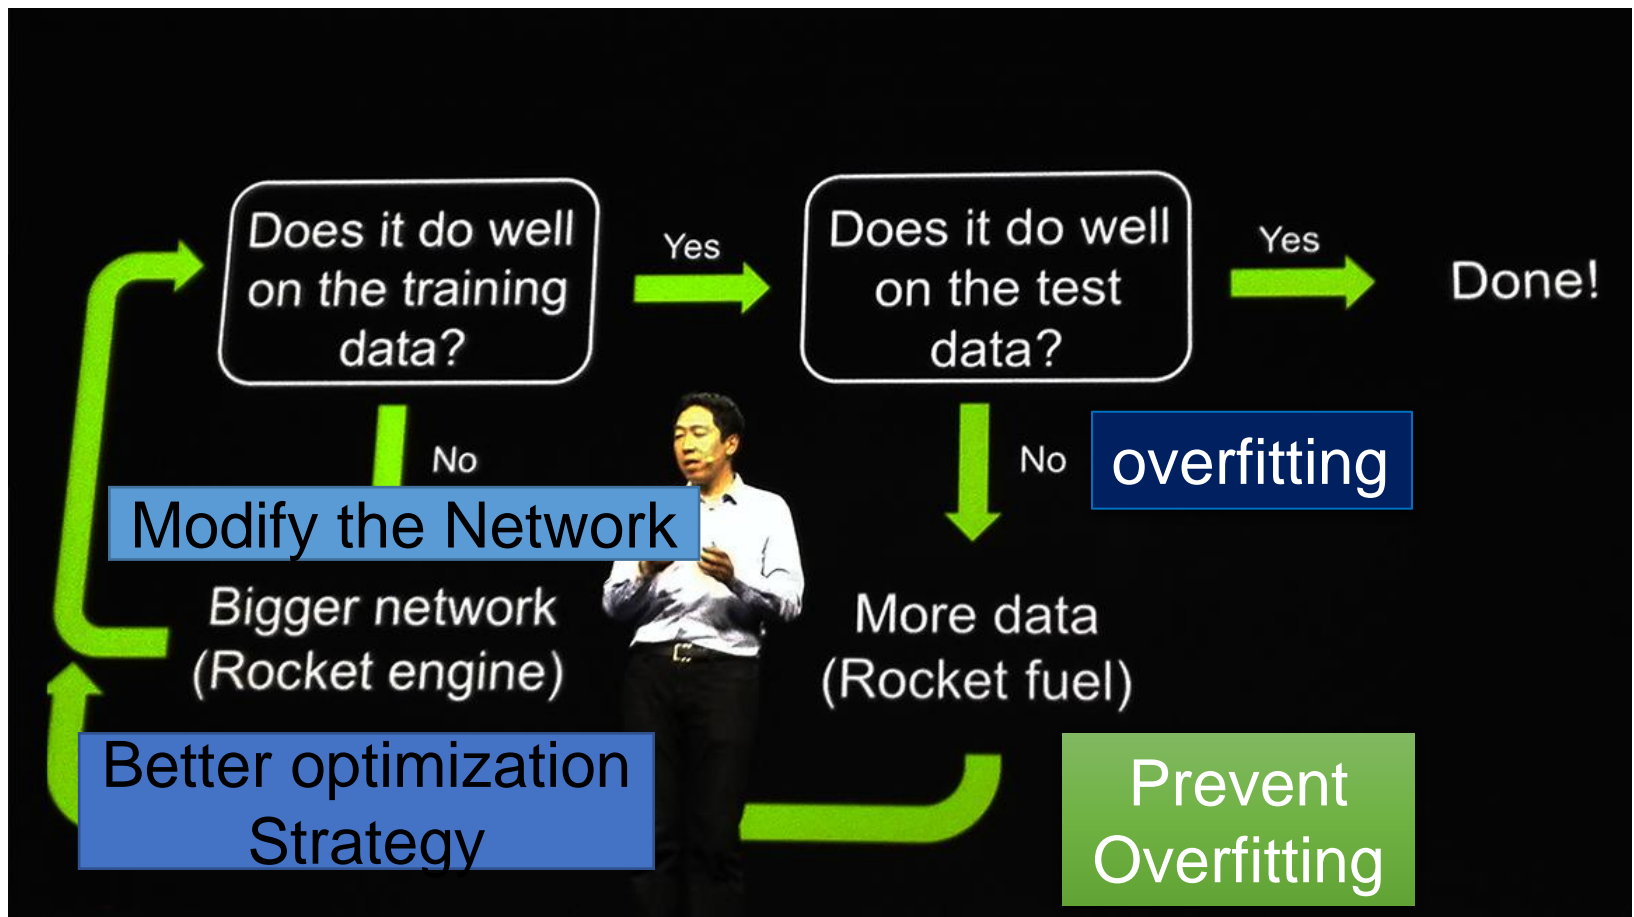 Does it do well
on the training
data?
Yes
Does it do well
on the test
data?
Yes
Done!
No
Modify the Network
No
overfitting
Bigger network
(Rocket engine)
More data
(Rocket fuel)
Better optimization
Strategy
Prevent
Overfitting